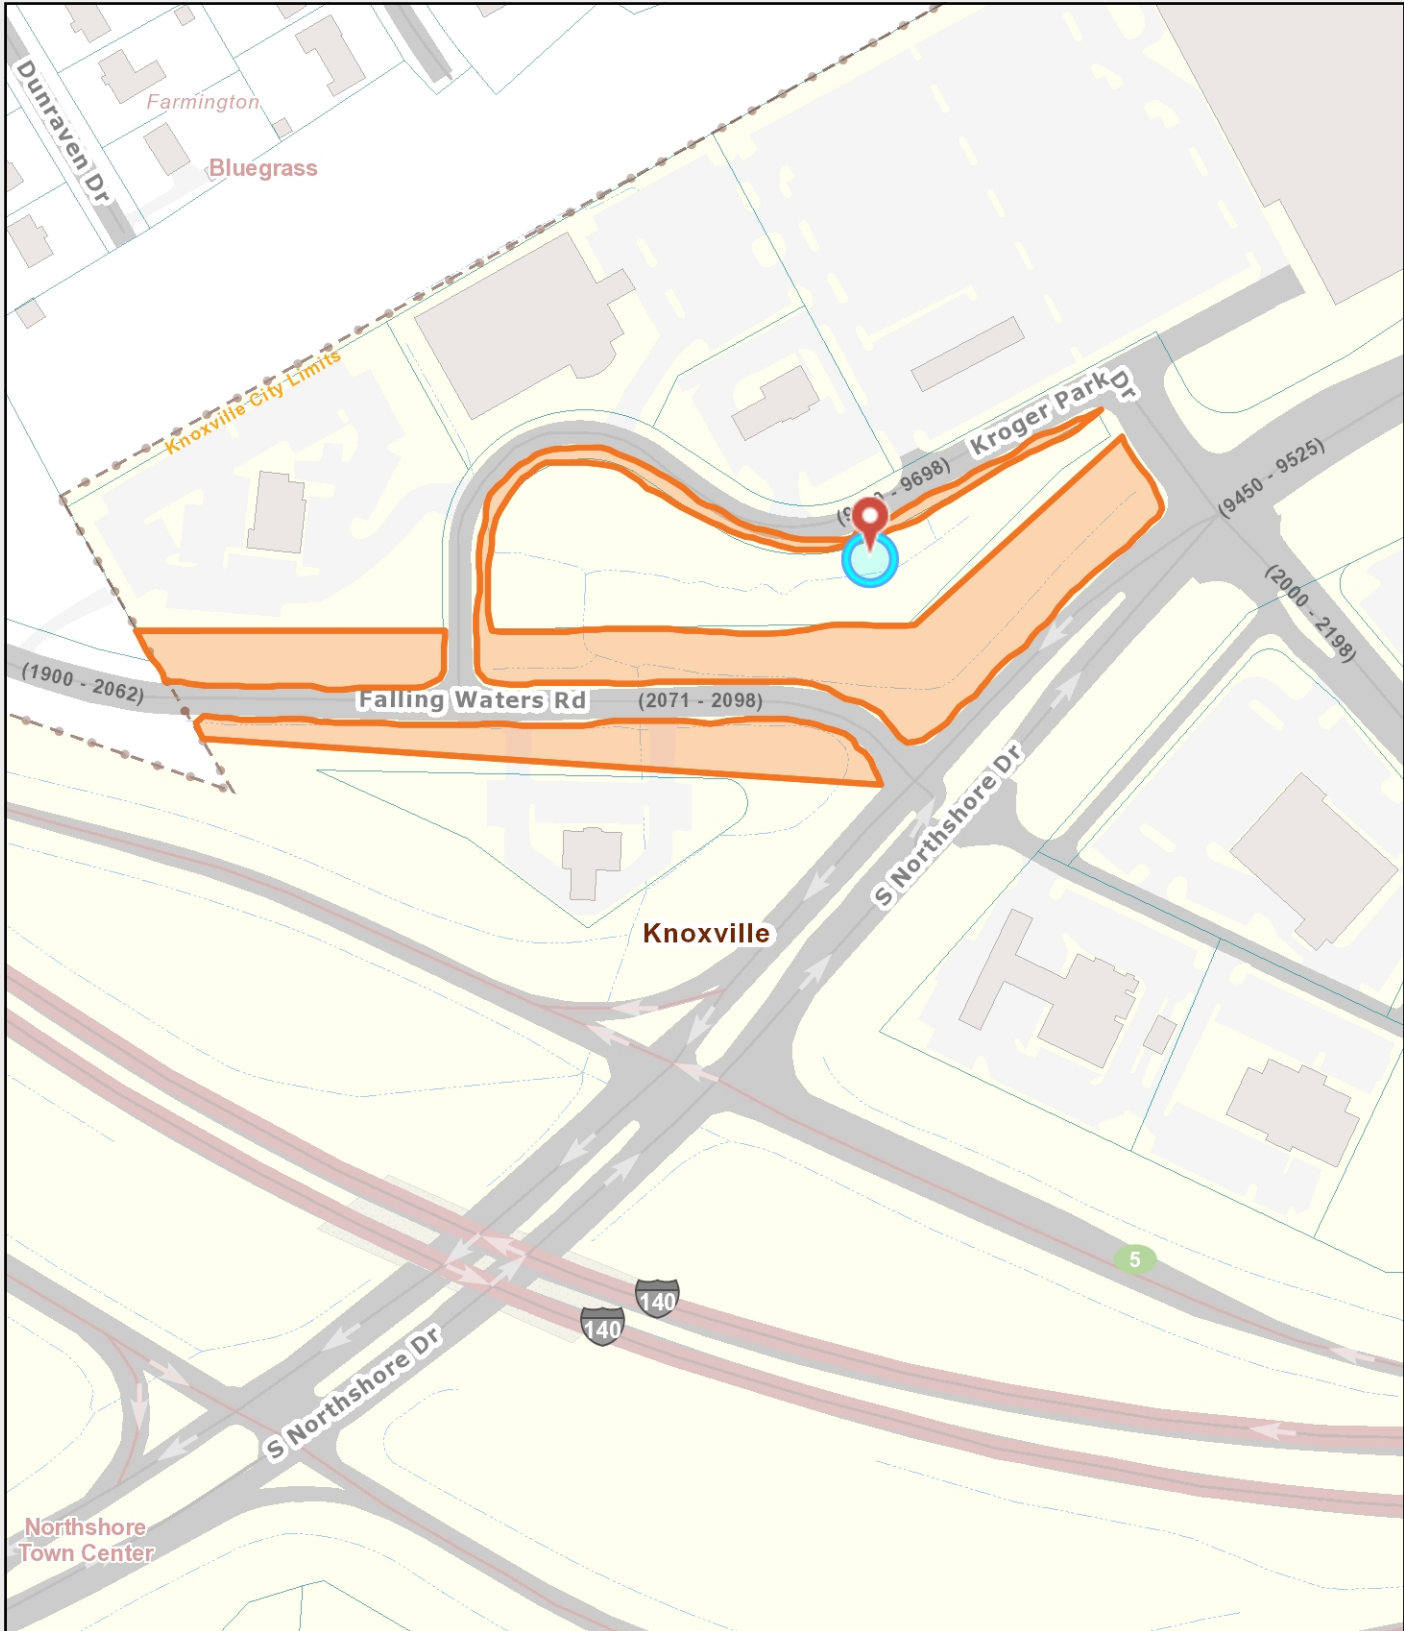 Dunraven Dr
Farmington
Bluegrass
Knoxville City Limits
Kroger Park Dr
9698)
(9450 - 9525)
(2000 - 2198)
(1900 - 2062)
Falling Waters Rd
(2071 - 2098)
S Northshore Dr
Knoxville
5
140
140
S Northshore Dr
Northshore
Town Center